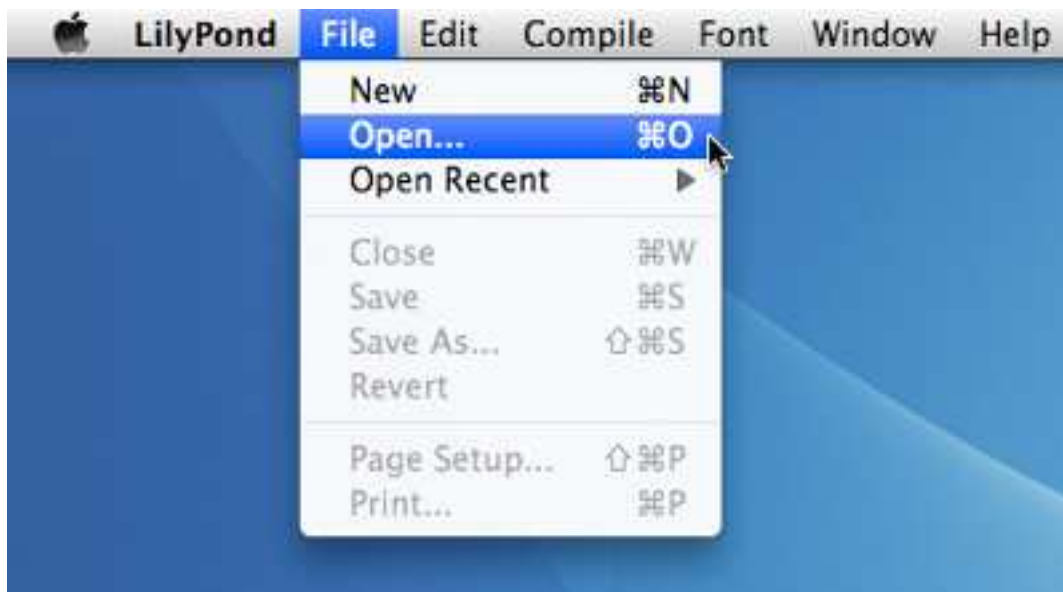 LilyPond File Edit Compile Font Window Help
New ⌘N
Open... ⌘O
Open Recent ▶
Close ⌘W
Save ⌘S
Save As... ⇧⌘S
Revert
Page Setup... ⇧⌘P
Print... ⌘P